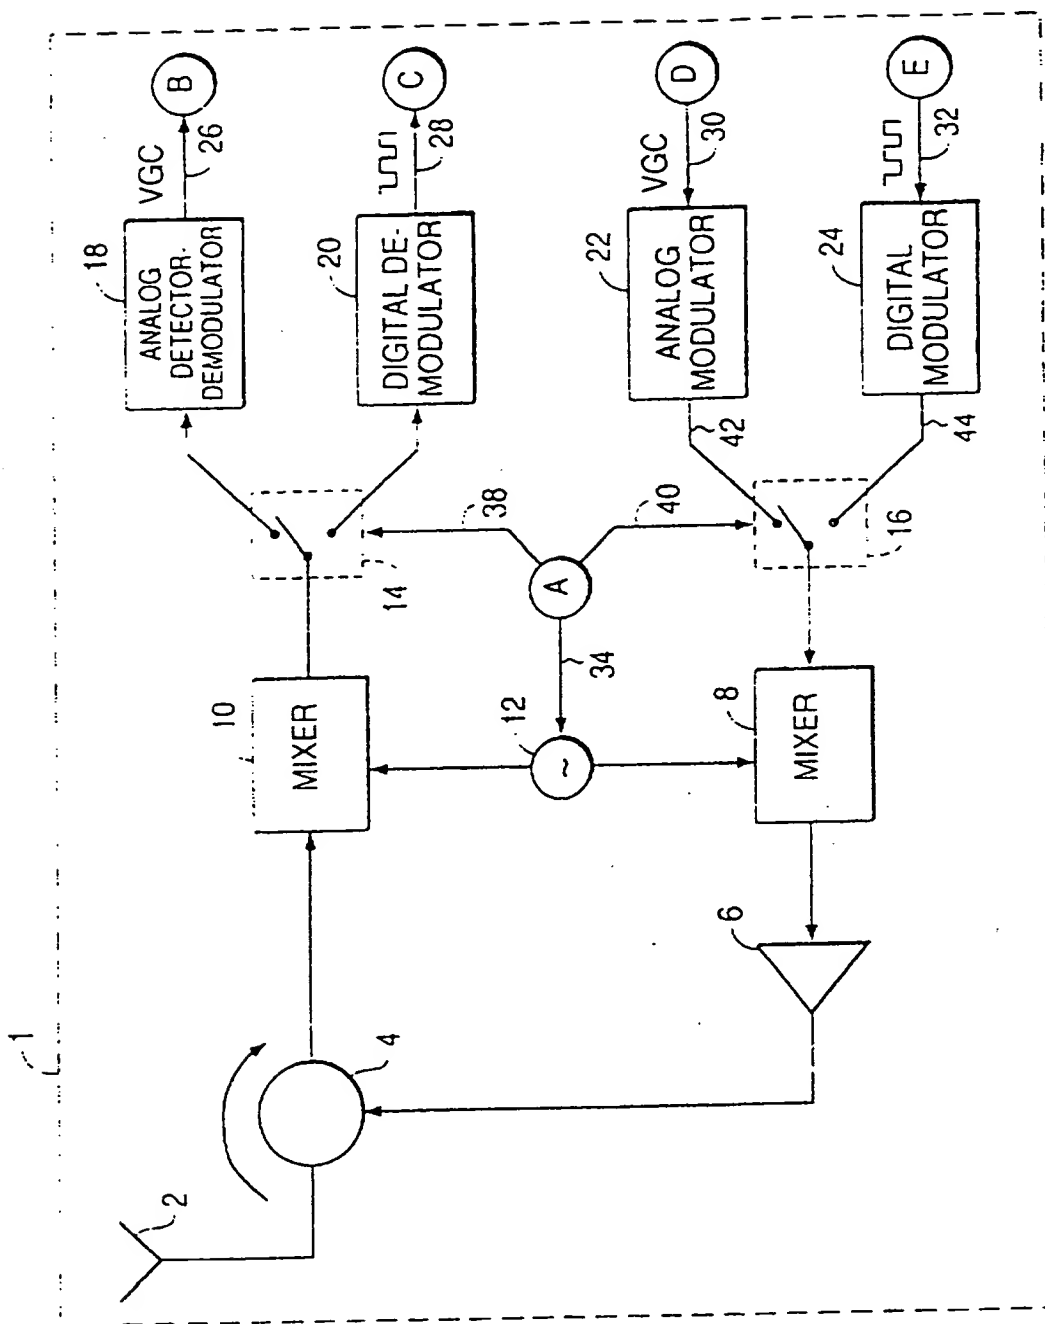 1
2
4
6
10
MIXER
12
~
8
MIXER
34
A
38
40
14
16
42
44
18
ANALOG
DETECTOR-
DEMODULATOR
20
DIGITAL DE-
MODULATOR
22
ANALOG
MODULATOR
24
DIGITAL
MODULATOR
VGC
26
28
VGC
30
32
B
C
D
E